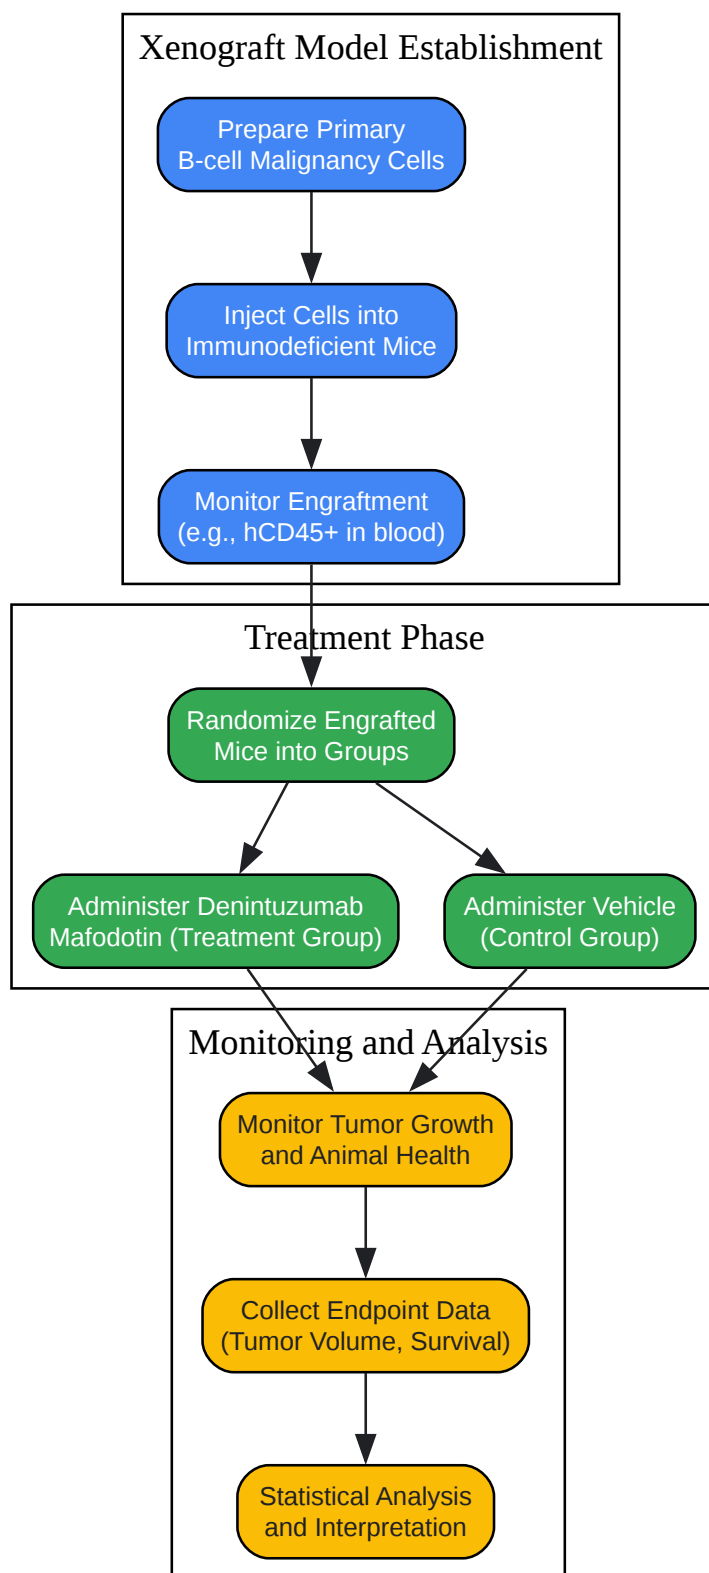 Xenograft Model Establishment
Prepare Primary
B-cell Malignancy Cells
Inject Cells into
Immunodeficient Mice
Monitor Engraftment
(e.g., hCD45+ in blood)
Treatment Phase
Randomize Engrafted
Mice into Groups
Administer Denintuzumab
Mafodotin (Treatment Group)
Administer Vehicle
(Control Group)
Monitoring and Analysis
Monitor Tumor Growth
and Animal Health
Collect Endpoint Data
(Tumor Volume, Survival)
Statistical Analysis
and Interpretation